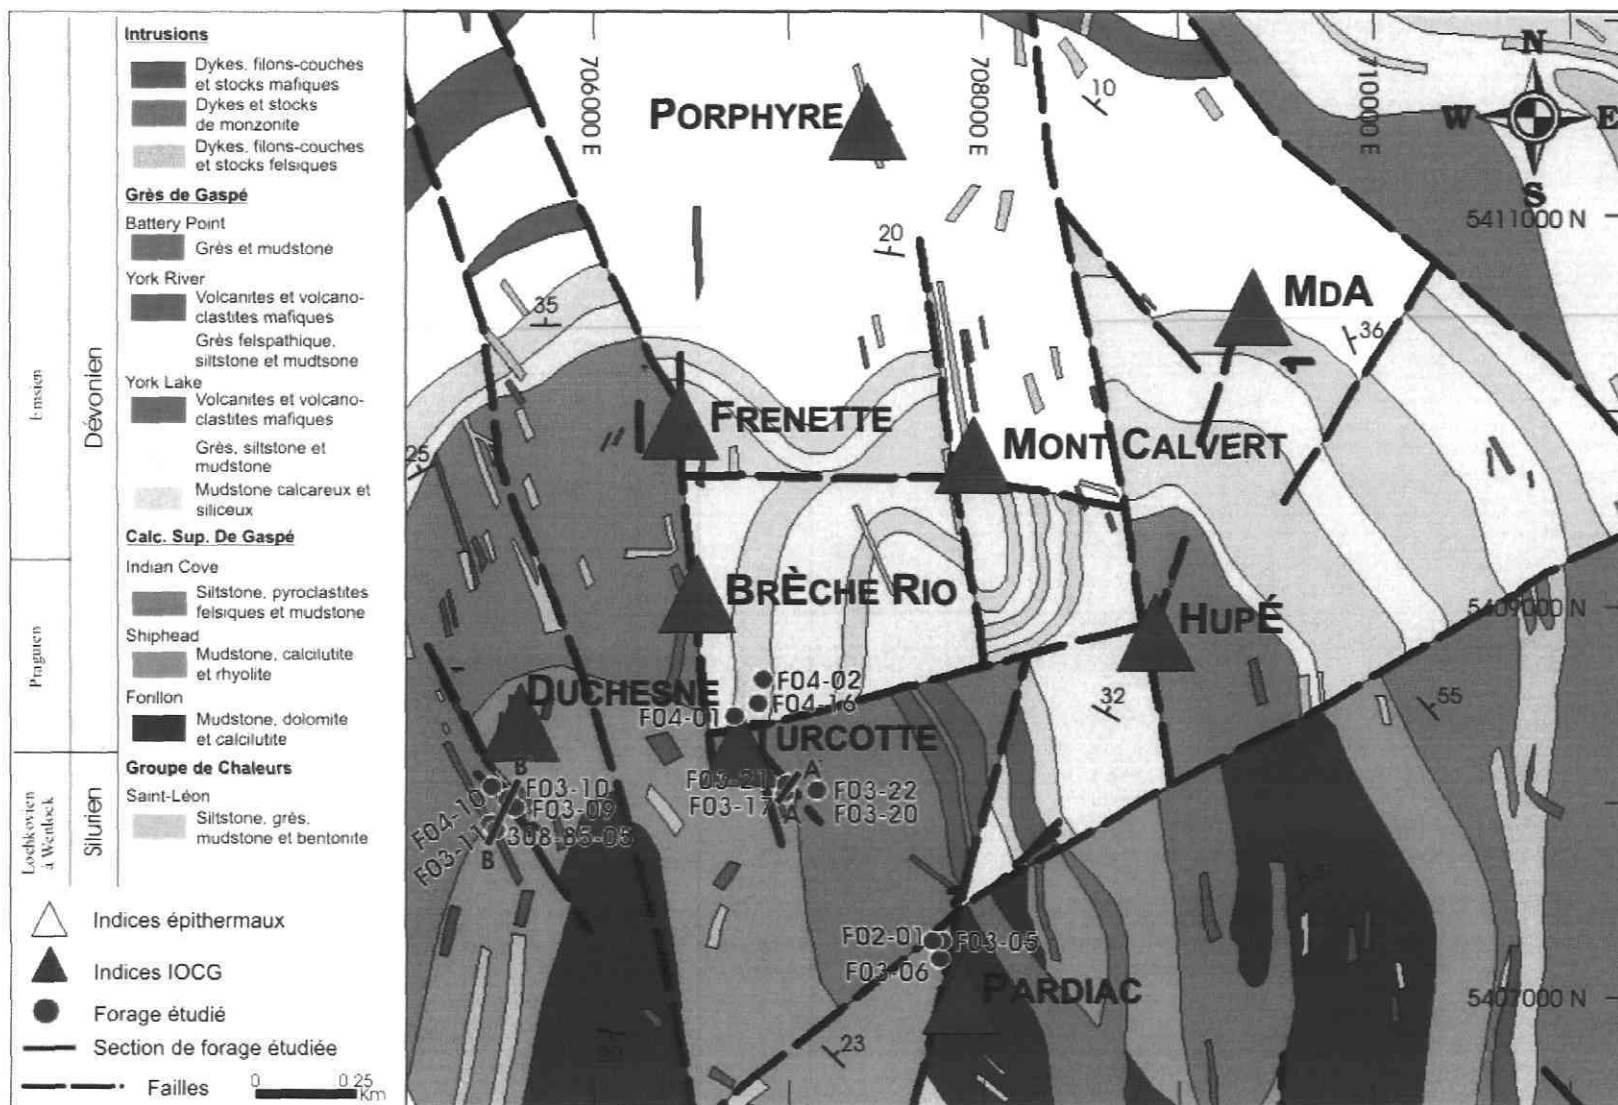 Intrusions
Dykes, filons-couches
et stocks mafiques
Dykes et stocks
de monzonite
Dykes, filons-couches
et stocks felsiques
Grès de Gaspé
Battery Point
Grès et mudstone
York River
Volcanites et volcano-
clastites mafiques
Grès felspathique,
siltstone et mudtsone
York Lake
Volcanites et volcano-
clastites mafiques
Grès, siltstone et
mudstone
Mudstone calcareux et
siliceux
Calc. Sup. De Gaspé
Indian Cove
Siltstone, pyroclastites
felsiques et mudstone
Shiphead
Mudstone, calcilutite
et rhyolite
Forillon
Mudstone, dolomite
et calcilutite
Groupe de Chaleurs
Saint-Léon
Siltstone, grès,
mudstone et bentonite
Emsien
Praguien
Lochkovien
à Wenlock
Dévonien
Silurien
Indices épithermaux
Indices IOCG
Forage étudié
Section de forage étudiée
Failles
0 0 25
Km
706000 E
708000 E
710000 E
N
W E
S
5411000 N
5409000 N
5407000 N
PORPHYRE
10
20
MDA
36
35
FRENETTE
MONT CALVERT
25
BRÈCHE RIO
HUPÉ
DUCHESNE
F04-02
F04-16
F04-01
32
55
TURCOTTE
B'
F03-10
F04-10
F03-09
F03-11
308-85-05
B
F03-21
A'
F03-22
F03-17
A
F03-20
F02-01
F03-05
F03-06
PARDIAC
23